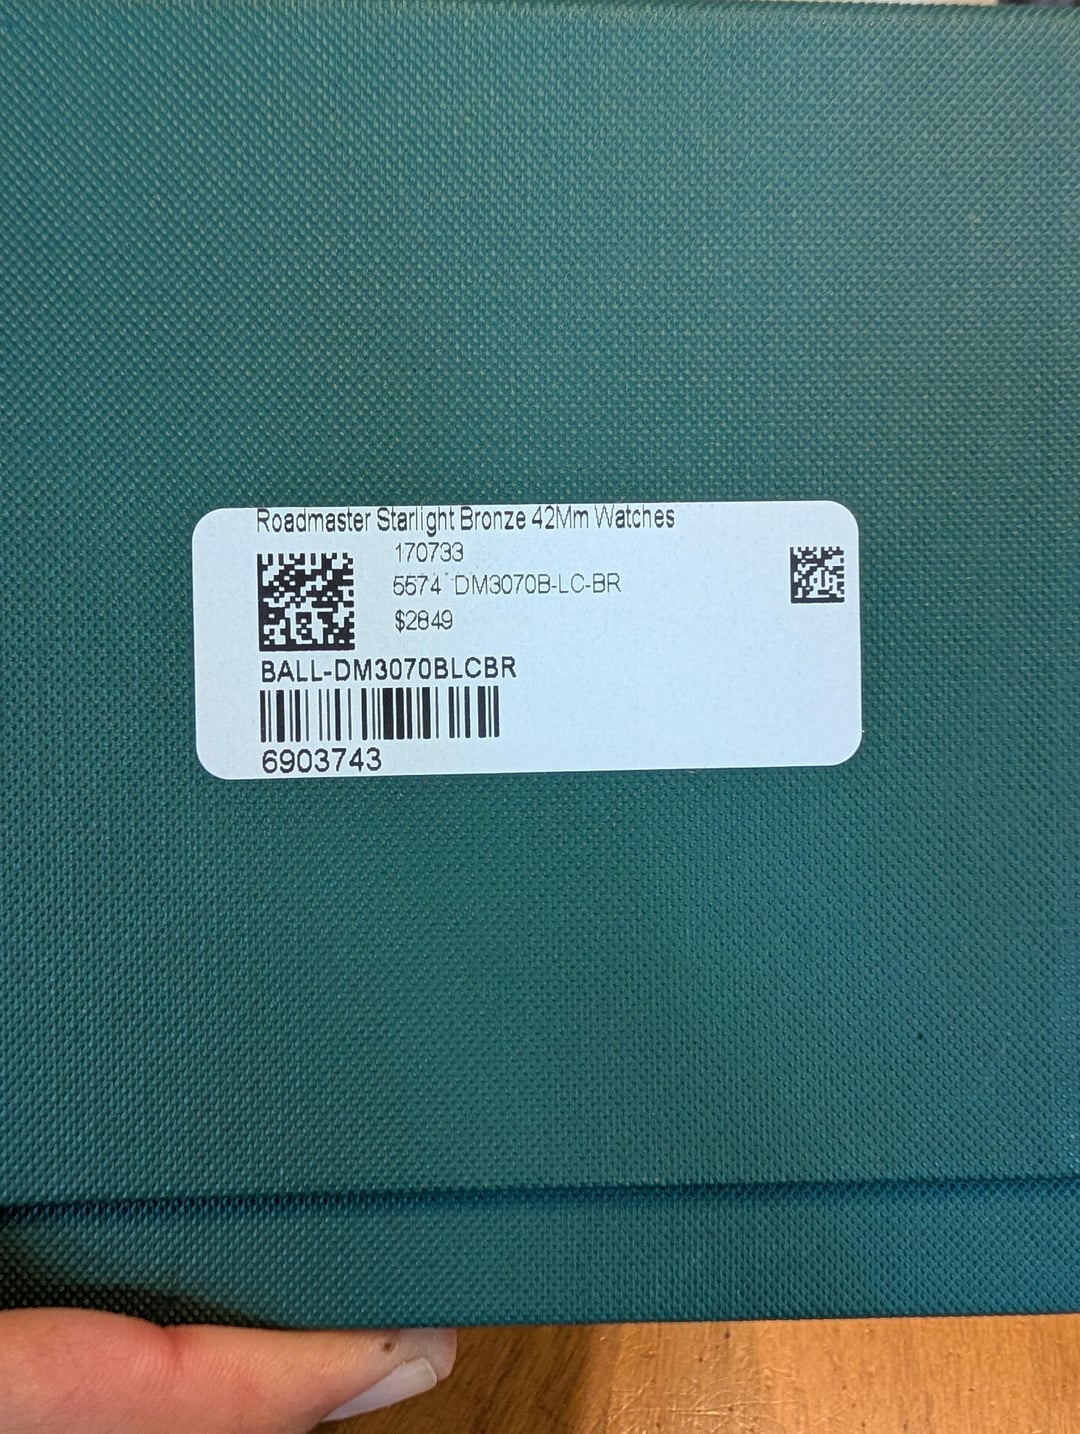 Roadmaster Starlight Bronze 42Mm Watches
170733
5574 DM3070B-LC-BR
$2849
BALL-DM3070BLCBR
6903743